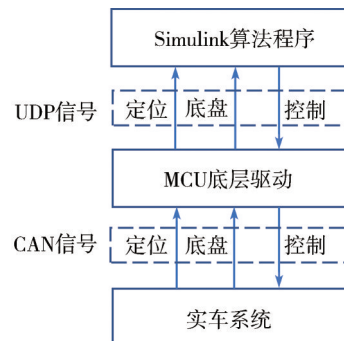 Simulink算法程序
UDP信号 定位 底盘 控制
MCU底层驱动
CAN信号 定位 底盘 控制
实车系统